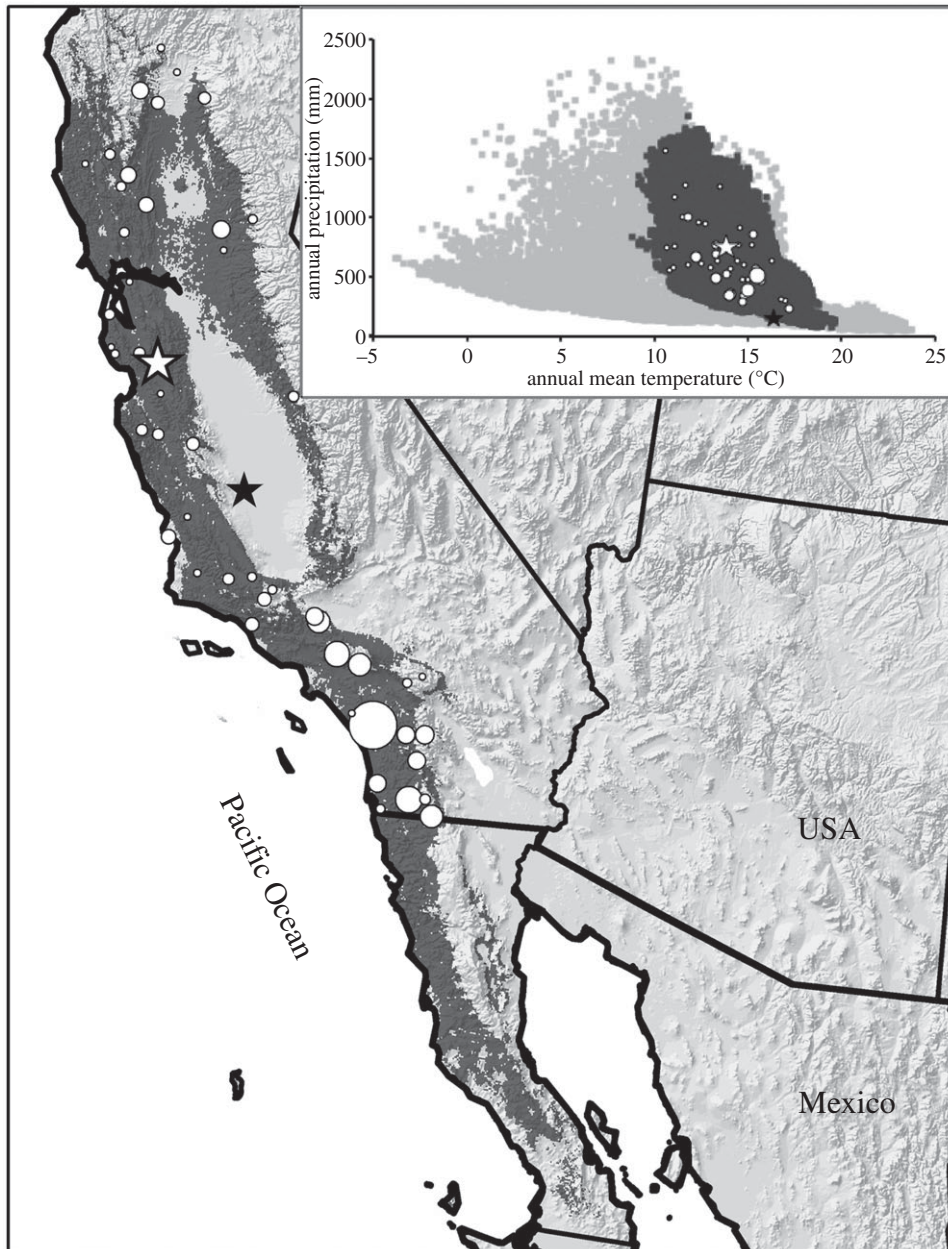 2500
2000
1500
1000
500
0
annual precipitation (mm)
–5
0
5
10
15
20
25
annual mean temperature (°C)
Pacific Ocean
USA
Mexico